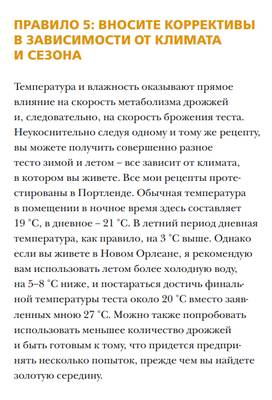 ПРАВИЛО 5: ВНОСИТЕ КОРРЕКТИВЫ
В ЗАВИСИМОСТИ ОТ КЛИМАТА
И СЕЗОНА
Температура и влажность оказывают прямое
влияние на скорость метаболизма дрожжей
и, следовательно, на скорость брожения теста.
Неукоснительно следуя одному и тому же рецепту,
вы можете получить совершенно разное
тесто зимой и летом – все зависит от климата,
в котором вы живете. Все мои рецепты проте-
стированы в Портленде. Обычная температура
в помещении в ночное время здесь составляет
19 °С, в дневное – 21 °С. В летний период дневная
температура, как правило, на 3 °С выше. Однако
если вы живете в Новом Орлеане, я рекомендую
вам использовать летом более холодную воду,
на 5–8 °С ниже, и постараться достичь финаль-
ной температуры теста около 20 °С вместо заяв-
ленных мною 27 °С. Можно также попробовать
использовать меньшее количество дрожжей
и быть готовым к тому, что придется предпри-
нять несколько попыток, прежде чем вы найдете
золотую середину.